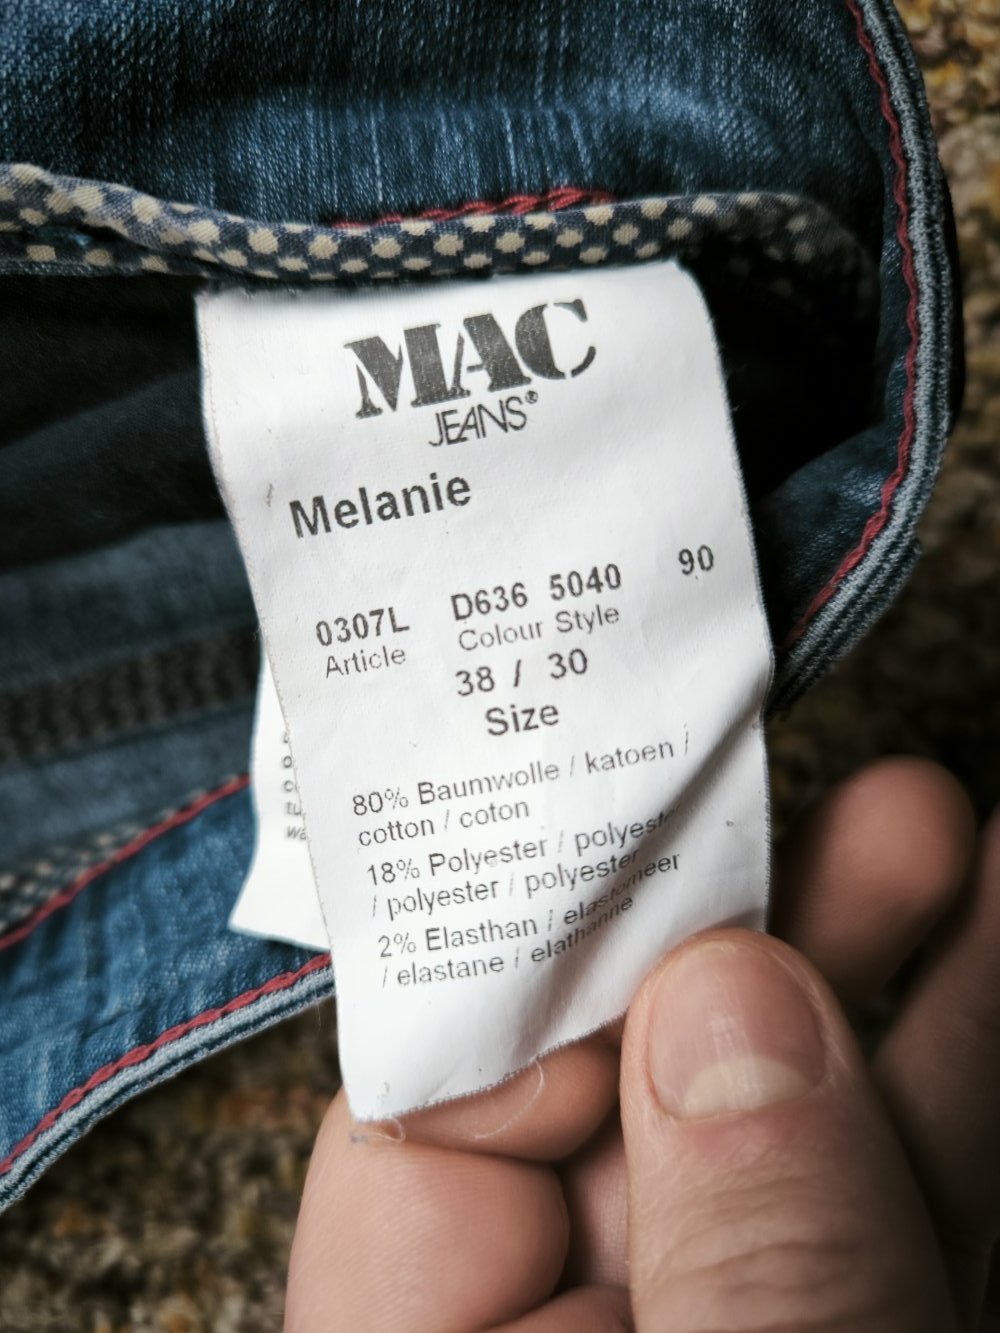 MAC
JEANS®
Melanie
0307L D636 5040 90
Article Colour Style
38 / 30
Size
80% Baumwolle / katoen /
cotton / coton
18% Polyester / polyester
/ polyester / polyester
2% Elasthan / elastomeer
/ elastane / elathanne